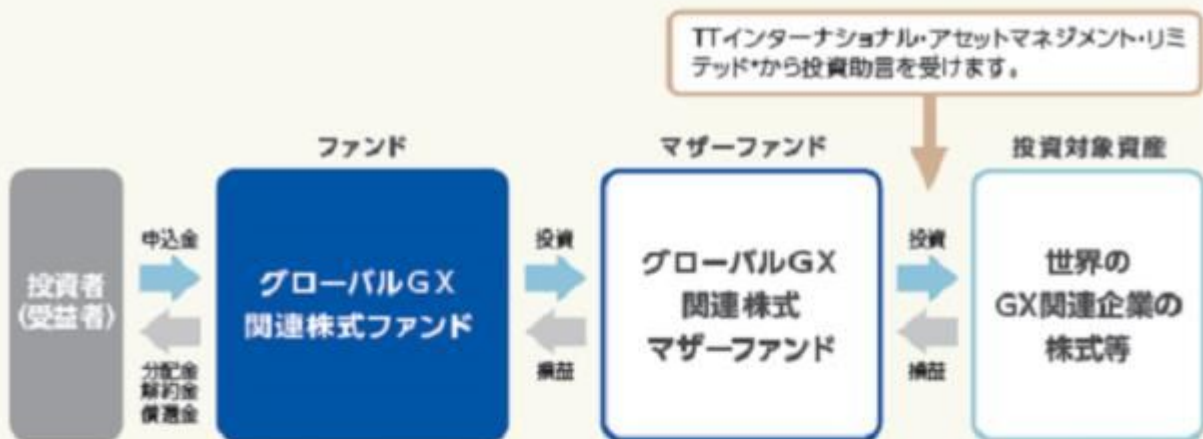 TTインターナショナル・アセットマネジメント・リミ
テッド*から投資助言を受けます。
ファンド
マザーファンド
投資対象資産
投資者
(受益者)
申込金
分配金
解約金
償還金
グローバルGX
関連株式ファンド
投資
損益
グローバルGX
関連株式
マザーファンド
投資
損益
世界の
GX関連企業の
株式等